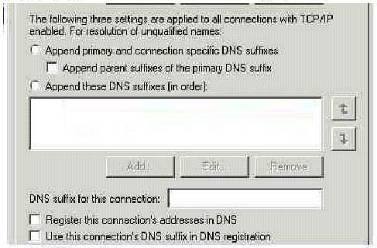 The following three settings are applied to all connections with TCP/IP
enabled. For resolution of unqualified names:
Append primary and connection specific DNS suffixes
Append parent suffixes of the primary DNS suffix
Append these DNS suffixes (in order):
Add... Edit... Remove
DNS suffix for this connection:
Register this connection's addresses in DNS
Use this connection's DNS suffix in DNS registration